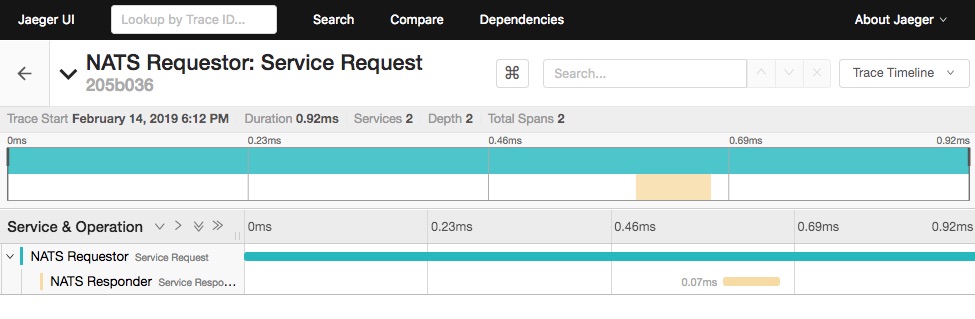 Jaeger UI Lookup by Trace ID... Search Compare Dependencies About Jaeger
NATS Requestor: Service Request
205b036
⌘ Search... Trace Timeline
Trace Start February 14, 2019 6:12 PM Duration 0.92ms Services 2 Depth 2 Total Spans 2
0ms 0.23ms 0.46ms 0.69ms 0.92ms
Service & Operation 0ms 0.23ms 0.46ms 0.69ms 0.92ms
NATS Requestor Service Request
NATS Responder Service Respo... 0.07ms